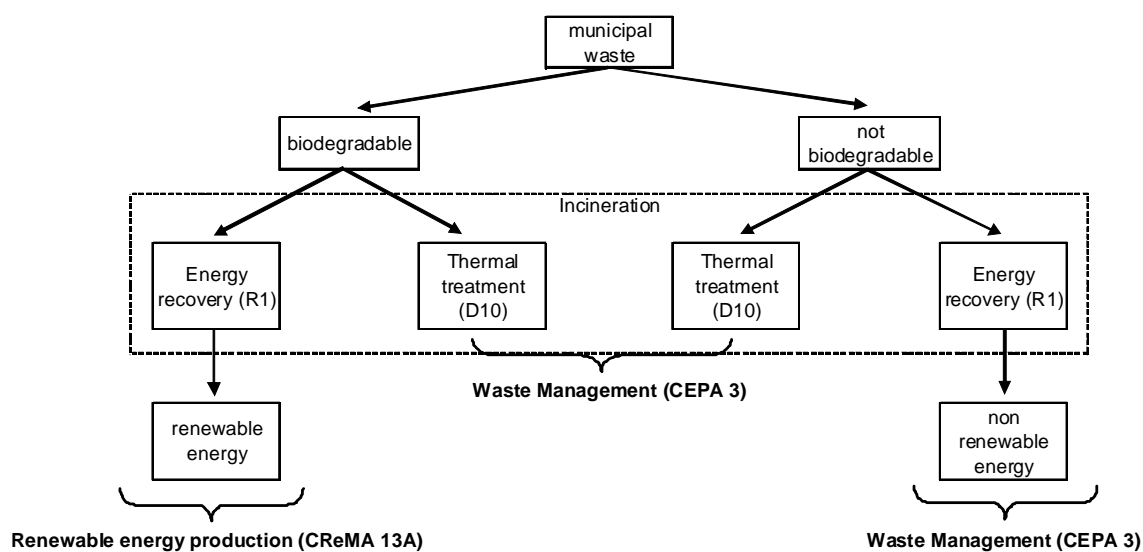 municipal
waste
biodegradable
not
biodegradable
Incineration
Energy
recovery (R1)
Thermal
treatment
(D10)
Thermal
treatment
(D10)
Energy
recovery (R1)
Waste Management (CEPA 3)
renewable
energy
non
renewable
energy
Renewable energy production (CReMA 13A)
Waste Management (CEPA 3)